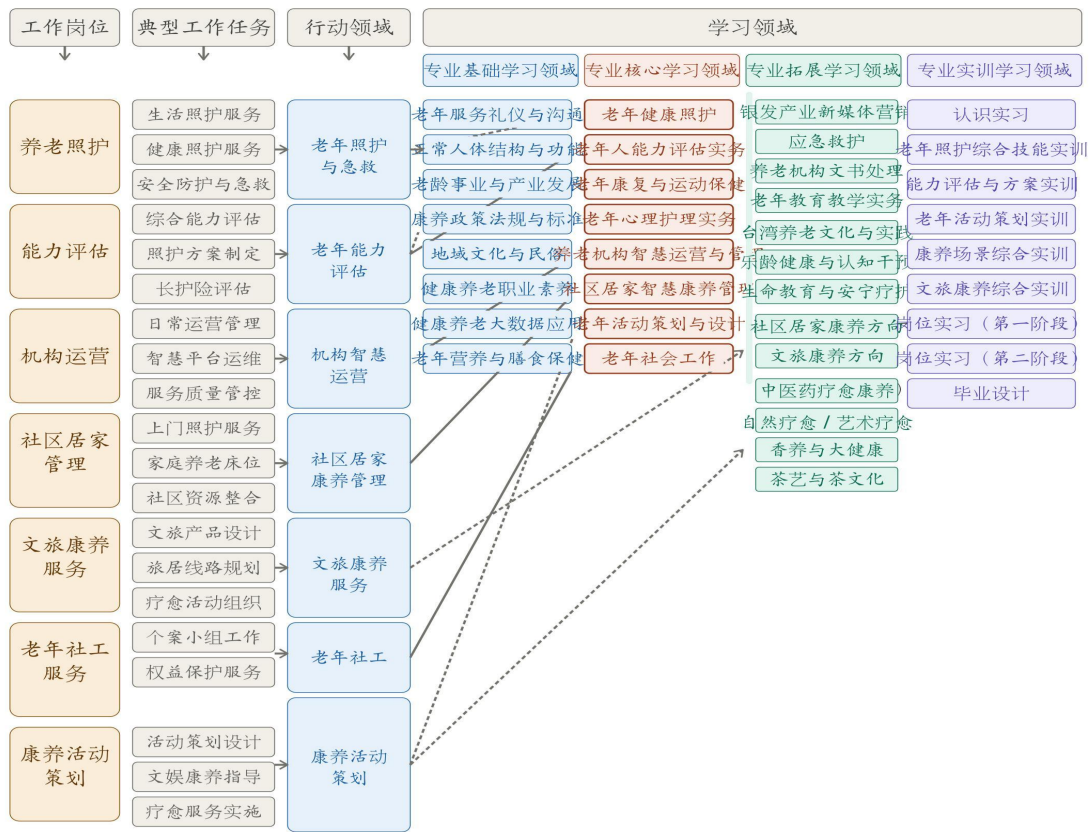 工作岗位
典型工作任务
行动领域
学习领域
专业基础学习领域
专业核心学习领域
专业拓展学习领域
专业实训学习领域
养老照护
能力评估
机构运营
社区居家
管理
文旅康养
服务
老年社工
服务
康养活动
策划
生活照护服务
健康照护服务
安全防护与急救
综合能力评估
照护方案制定
长护险评估
日常运营管理
智慧平台运维
服务质量管控
上门照护服务
家庭养老床位
社区资源整合
文旅产品设计
旅居线路规划
疗愈活动组织
个案小组工作
权益保护服务
活动策划设计
文娱康养指导
疗愈服务实施
老年照护
与急救
老年能力
评估
机构智慧
运营
社区居家
康养管理
文旅康养
服务
老年社工
康养活动
策划
老年服务礼仪与沟通
正常人体结构与功能
老龄事业与产业发展
康养政策法规与标准
地域文化与民俗
健康养老职业素养
健康养老大数据应用
老年营养与膳食保健
老年健康照护
老年人能力评估实务
老年康复与运动保健
老年心理护理实务
养老机构智慧运营与管理
社区居家智慧康养管理
老年活动策划与设计
老年社会工作
银发产业新媒体营销
应急救护
养老机构文书处理
老年教育教学实务
台湾养老文化与实践
乐龄健康与认知干预
生命教育与安宁疗护
社区居家康养方向
文旅康养方向
中医药疗愈康养
自然疗愈 / 艺术疗愈
香养与大健康
茶艺与茶文化
认识实习
老年照护综合技能实训
能力评估与方案实训
老年活动策划实训
康养场景综合实训
文旅康养综合实训
岗位实习（第一阶段）
岗位实习（第二阶段）
毕业设计